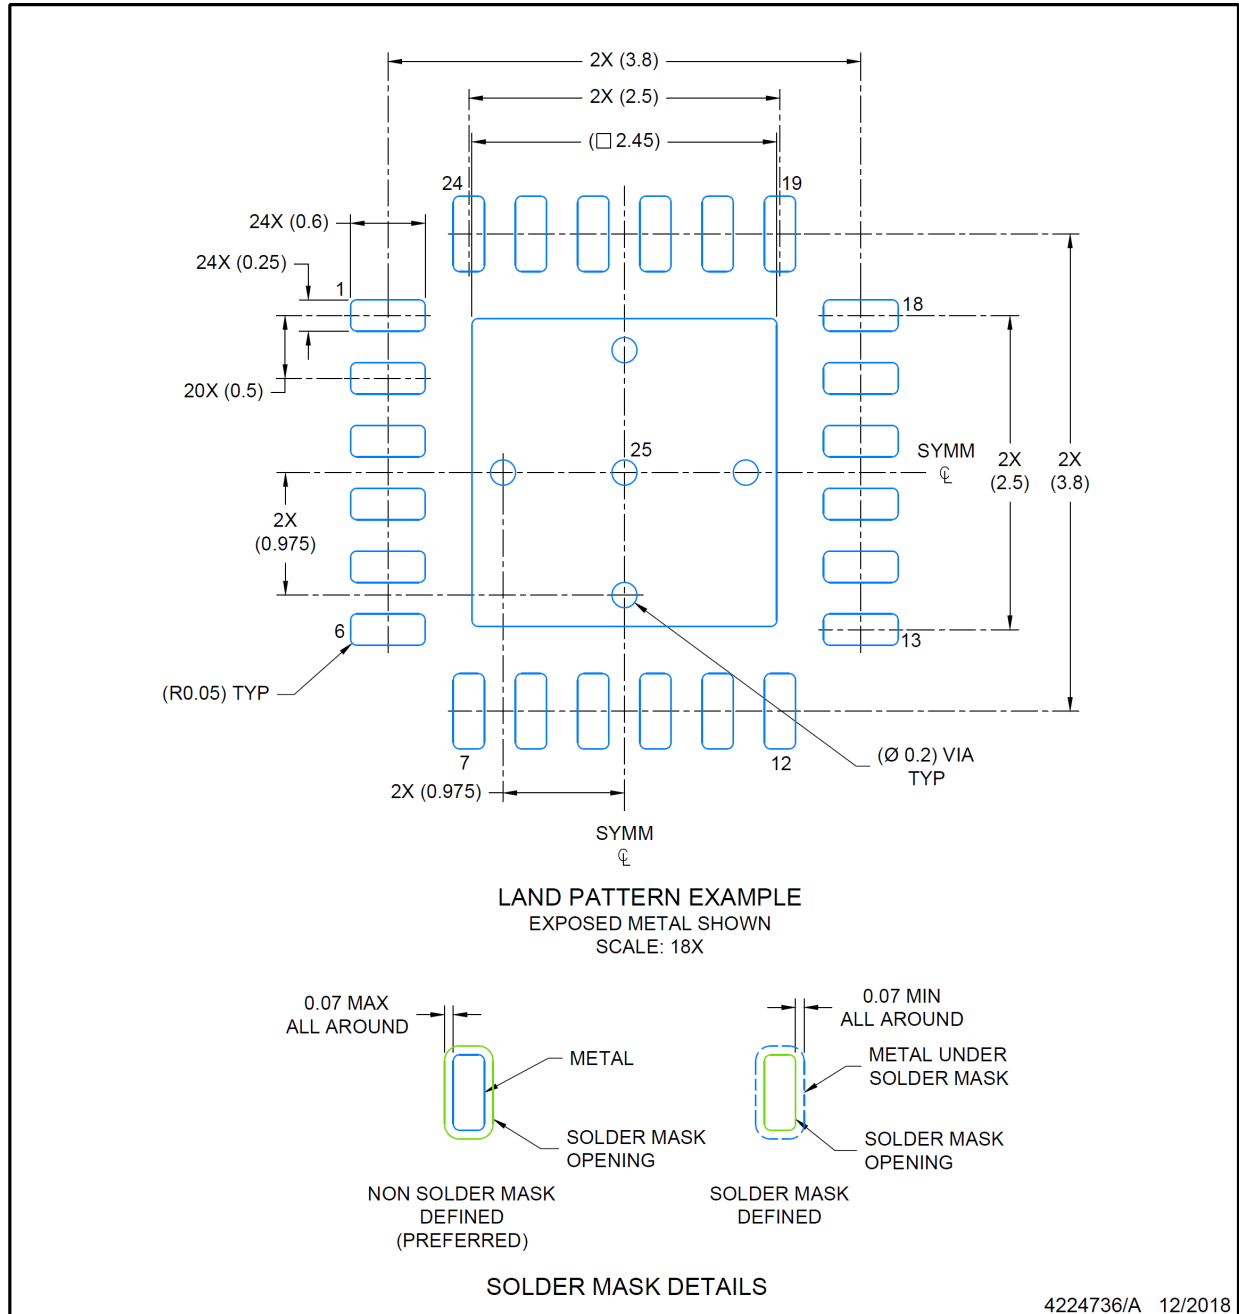 2X (3.8)
2X (2.5)
(□ 2.45)
24
19
24X (0.6)
24X (0.25)
1
18
20X (0.5)
25
SYMM
℄
2X
(2.5)
2X
(3.8)
2X
(0.975)
6
13
(R0.05) TYP
7
12
(Ø 0.2) VIA
TYP
2X (0.975)
SYMM
℄
LAND PATTERN EXAMPLE
EXPOSED METAL SHOWN
SCALE: 18X
0.07 MAX
ALL AROUND
METAL
SOLDER MASK
OPENING
NON SOLDER MASK
DEFINED
(PREFERRED)
0.07 MIN
ALL AROUND
METAL UNDER
SOLDER MASK
SOLDER MASK
OPENING
SOLDER MASK
DEFINED
SOLDER MASK DETAILS
4224736/A 12/2018